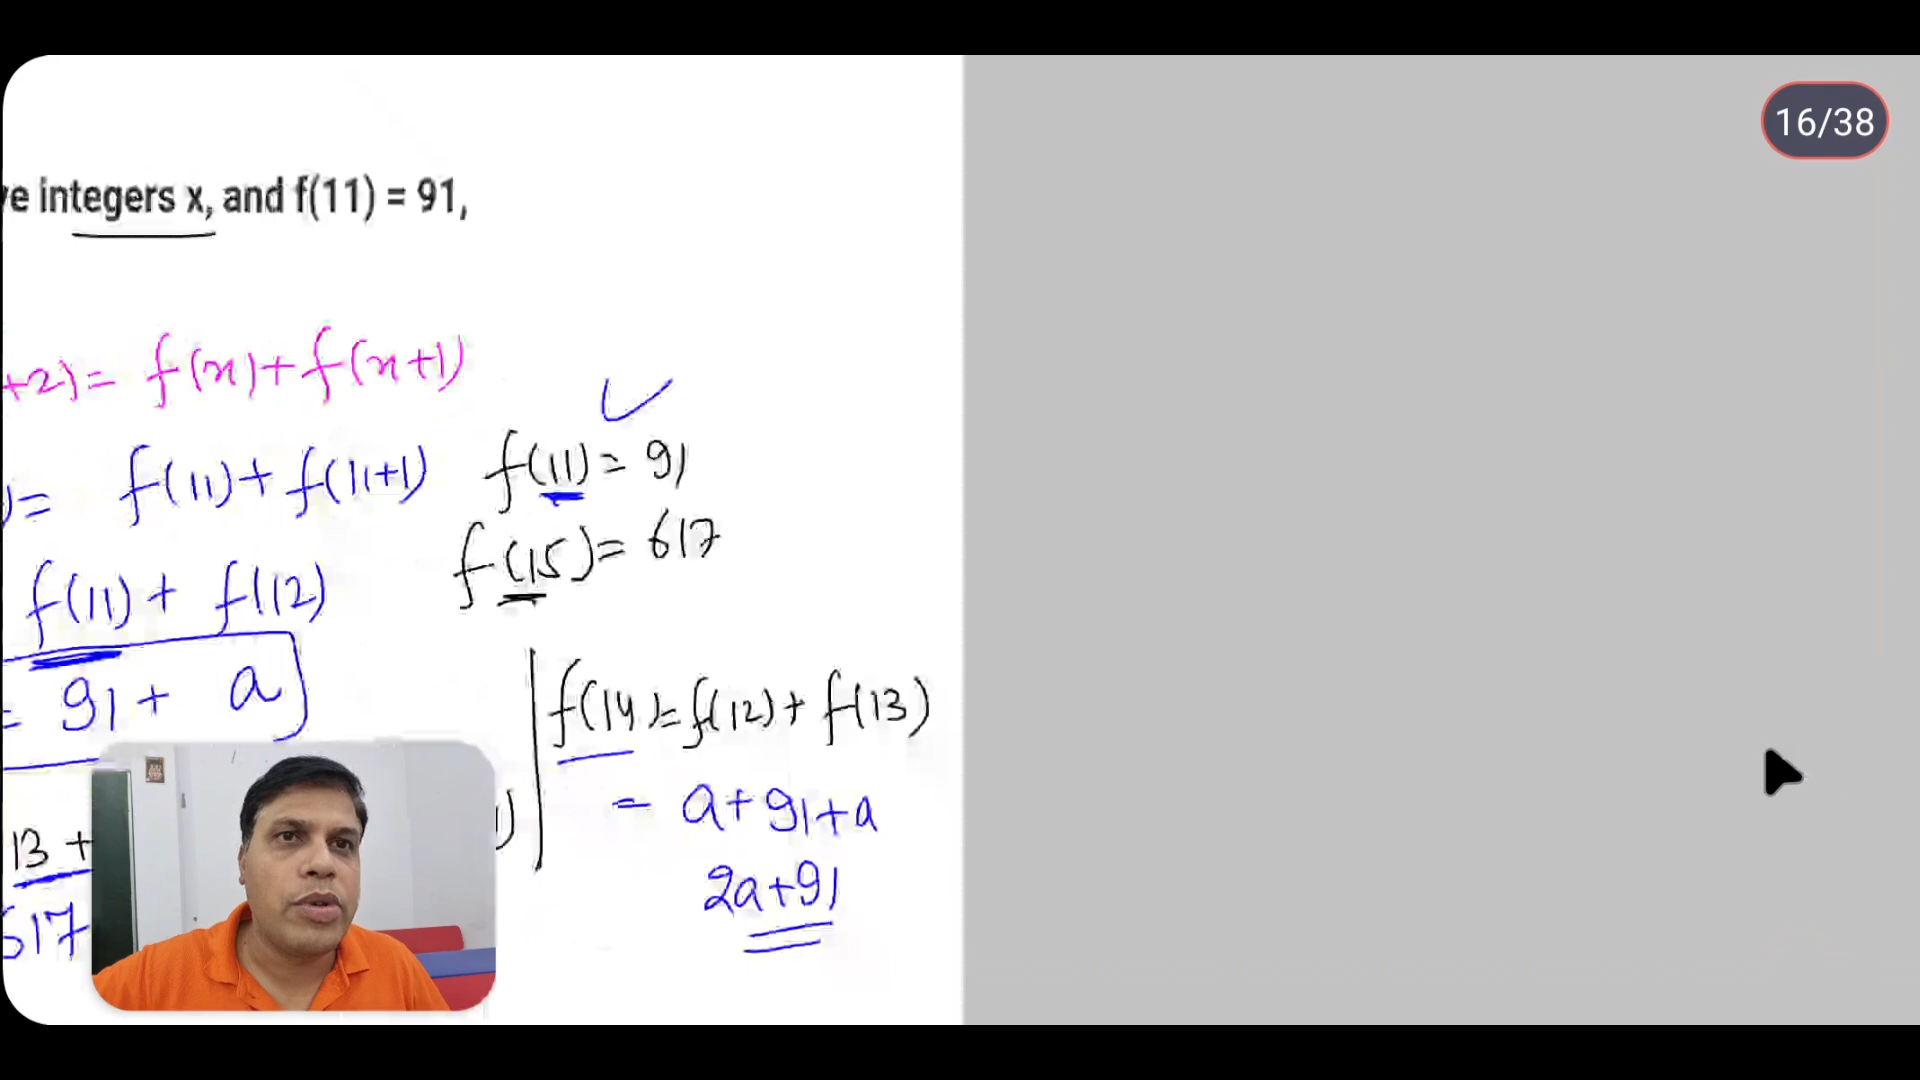 16/38
integers x, and f(11) = 91,
+2) = f(x) + f(x+1)
) = f(11) + f(11+1)
f(11) = 91
f(15) = 617
f(11) + f(12)
= 91 + a
f(14) = f(12) + f(13)
= a + 91 + a
2a + 91
13 +
617